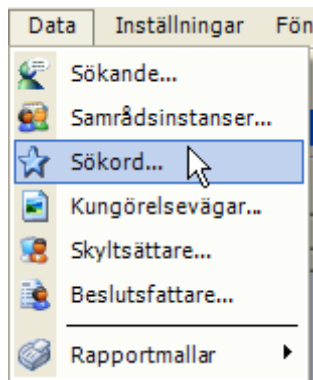 Data Inställningar Fön
Sökande...
Samrådsinstanser...
Sökord...
Kungörelsevägar...
Skyltsättare...
Beslutsfattare...
Rapportmallar